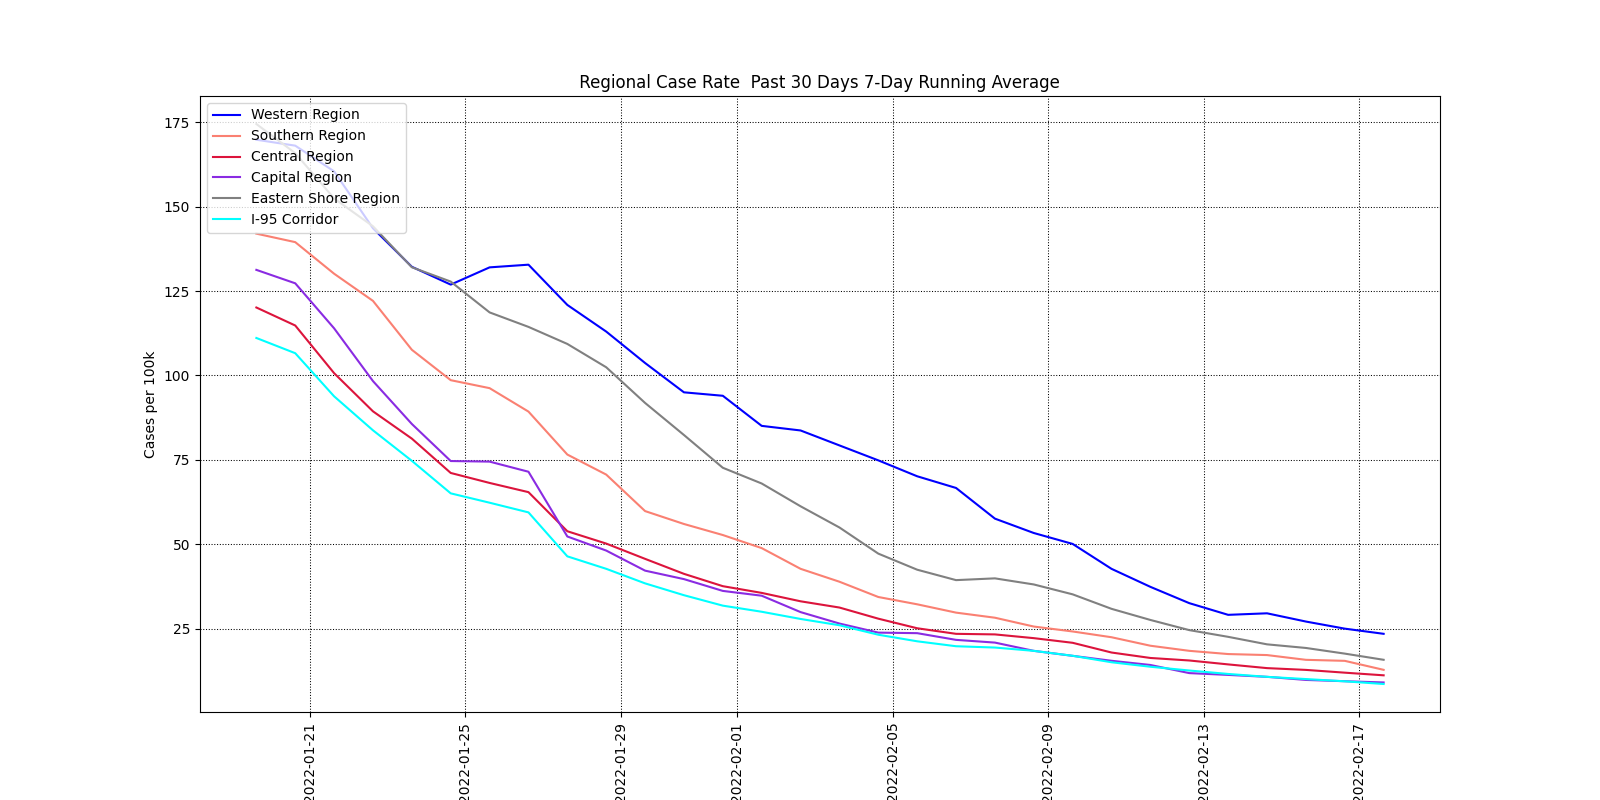 Regional Case Rate  Past 30 Days 7-Day Running Average
Western Region
Southern Region
Central Region
Capital Region
Eastern Shore Region
I-95 Corridor
Cases per 100k
175
150
125
100
75
50
25
2022-01-21
2022-01-25
2022-01-29
2022-02-01
2022-02-05
2022-02-09
2022-02-13
2022-02-17